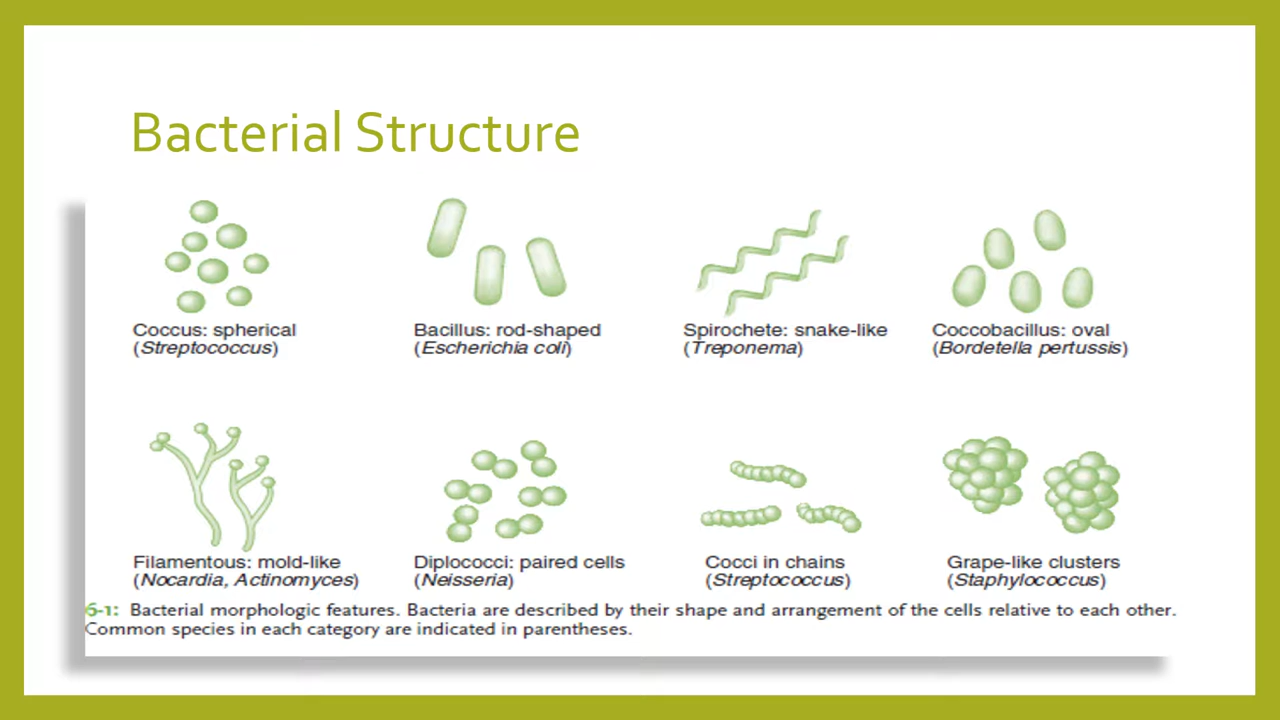 Bacterial Structure
Coccus: spherical
(Streptococcus)
Bacillus: rod-shaped
(Escherichia coli)
Spirochete: snake-like
(Treponema)
Coccobacillus: oval
(Bordetella pertussis)
Filamentous: mold-like
(Nocardia, Actinomyces)
Diplococci: paired cells
(Neisseria)
Cocci in chains
(Streptococcus)
Grape-like clusters
(Staphylococcus)
6-1: Bacterial morphologic features. Bacteria are described by their shape and arrangement of the cells relative to each other.
Common species in each category are indicated in parentheses.